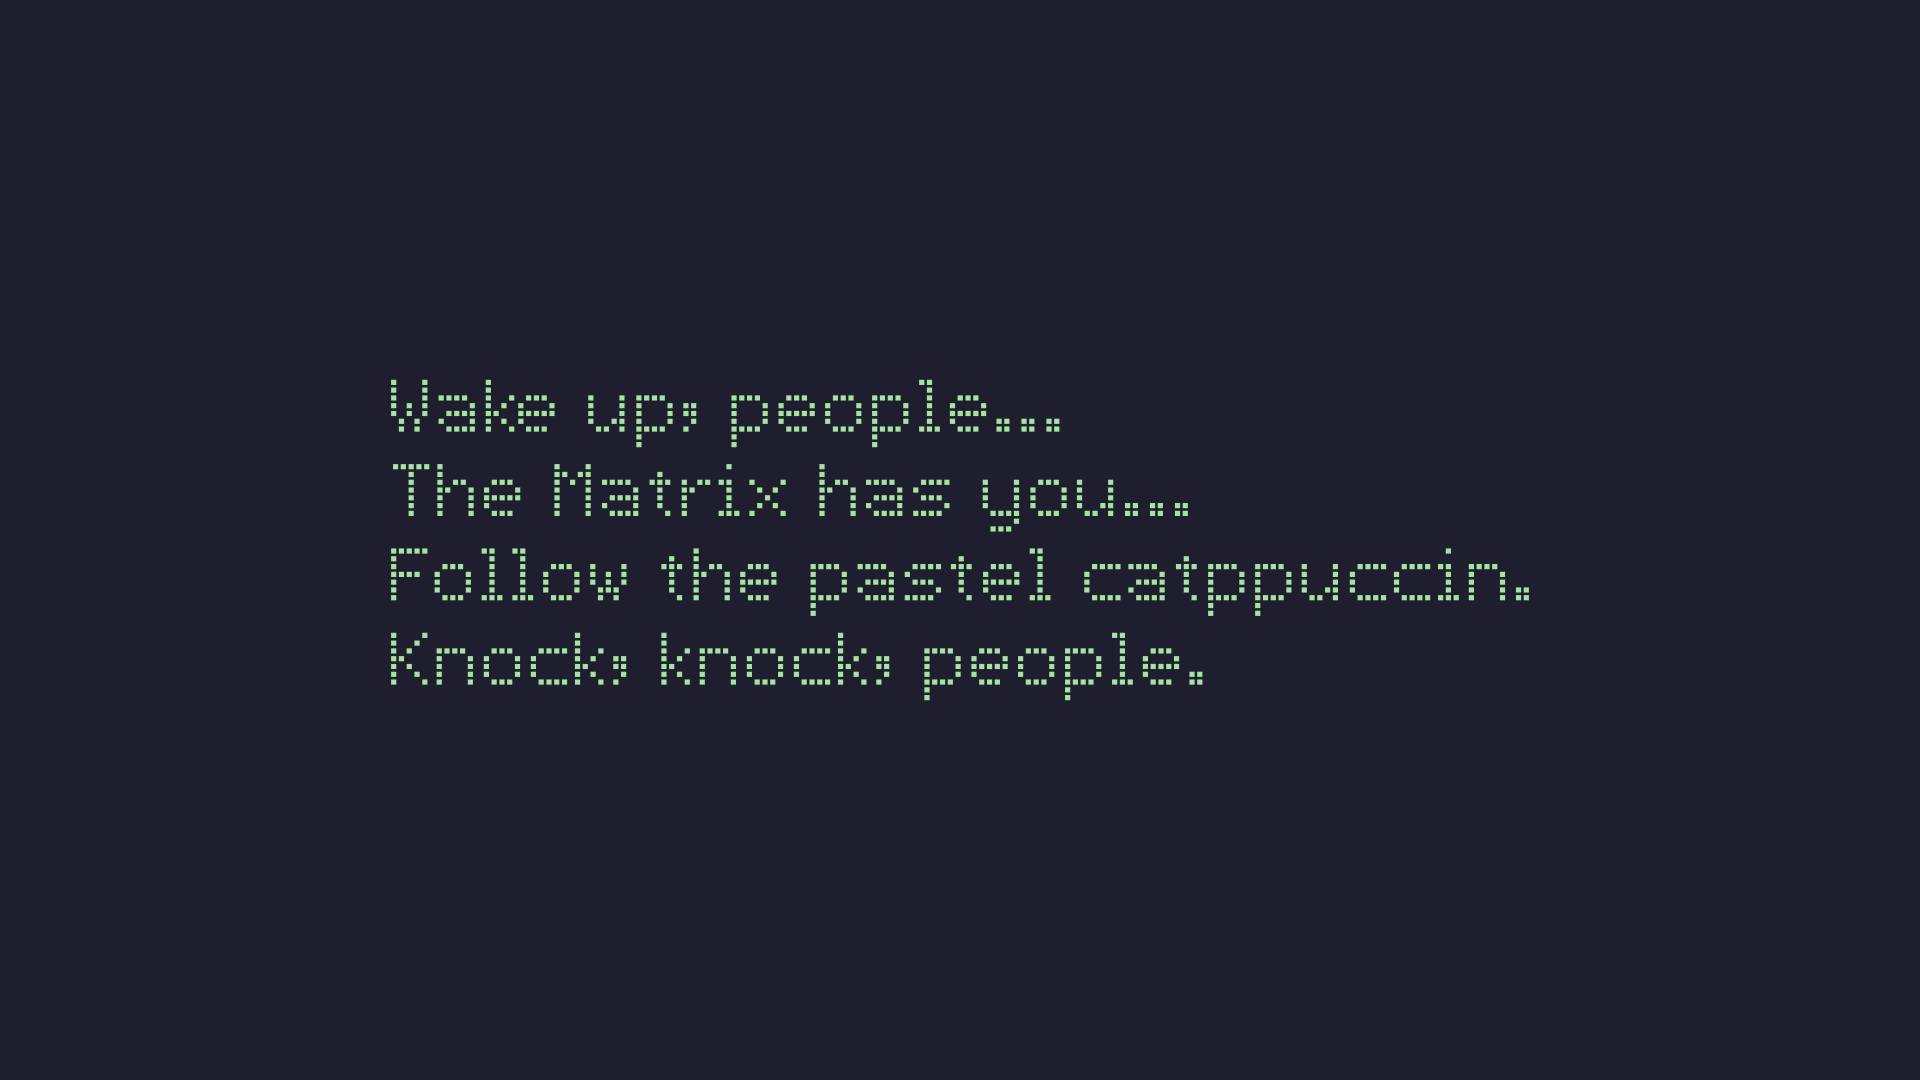 Wake up, people...
The Matrix has you...
Follow the pastel catppuccin.
Knock, knock, people.